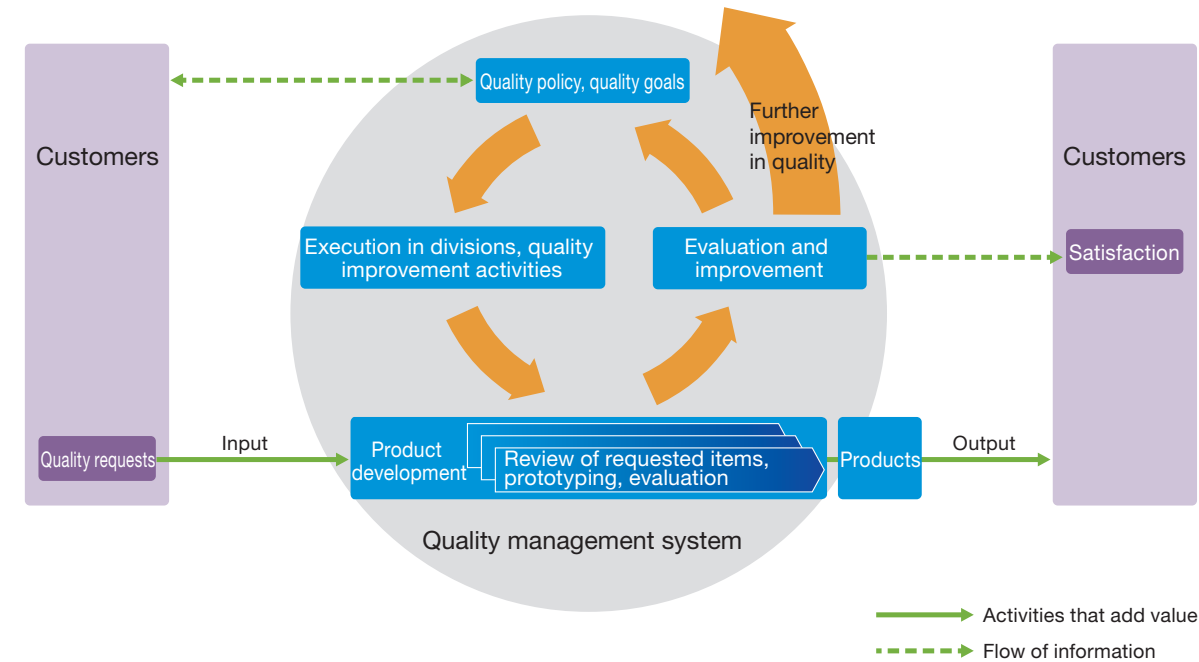 Customers
Quality requests
Input
Quality policy, quality goals
Execution in divisions, quality
improvement activities
Evaluation and
improvement
Further
improvement
in quality
Product
development
Review of requested items,
prototyping, evaluation
Products
Output
Quality management system
Customers
Satisfaction
Activities that add value
Flow of information